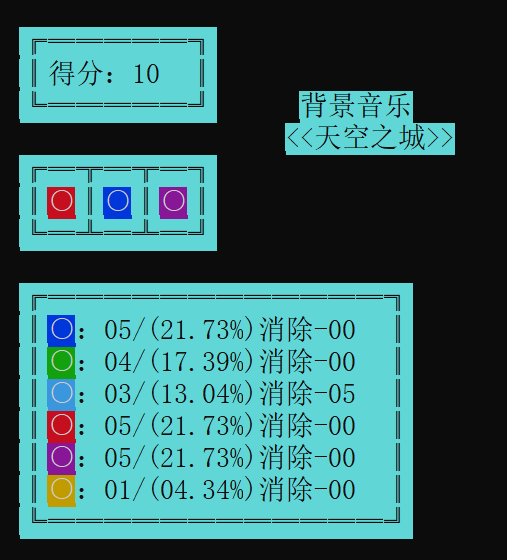 得分：10
背景音乐
<<天空之城>>
○ ○ ○
○：05/(21.73%)消除-00
○：04/(17.39%)消除-00
○：03/(13.04%)消除-05
○：05/(21.73%)消除-00
○：05/(21.73%)消除-00
○：01/(04.34%)消除-00